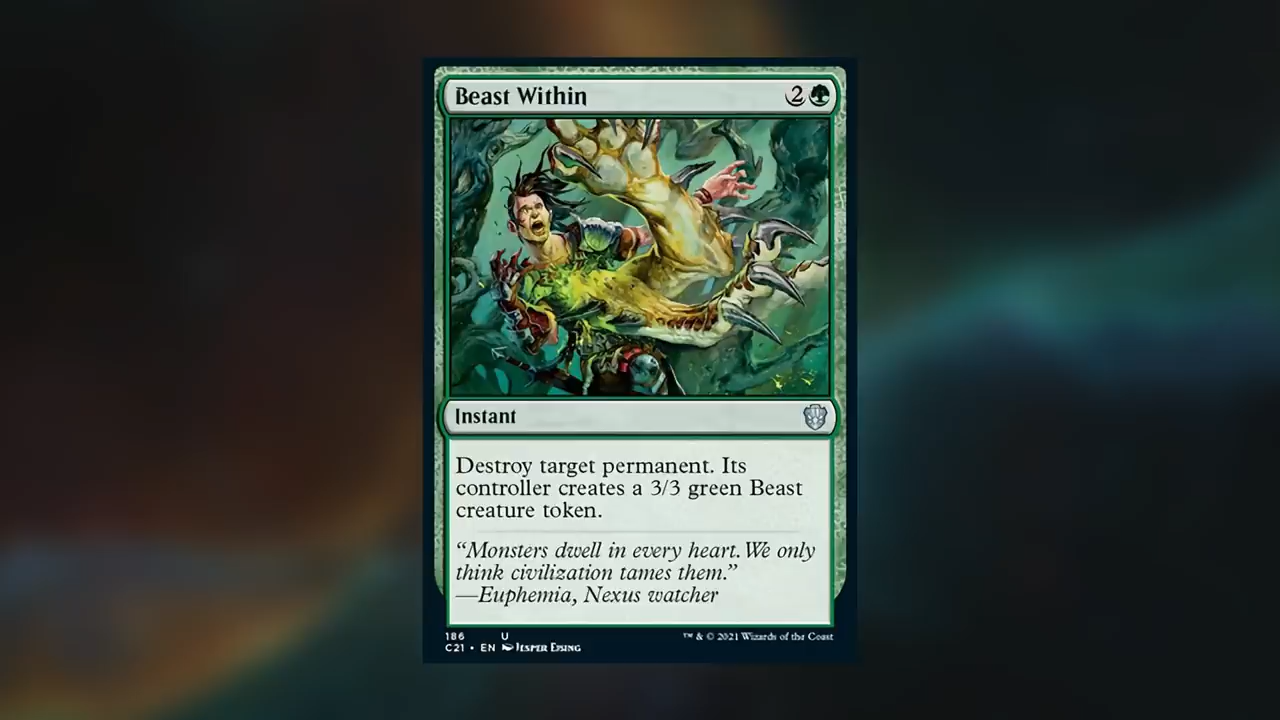 Beast Within 2
Instant
Destroy target permanent. Its
controller creates a 3/3 green Beast
creature token.
“Monsters dwell in every heart. We only
think civilization tames them.”
—Euphemia, Nexus watcher
186 U
™ & © 2021 Wizards of the Coast
C21 • EN Jesper Ejsing